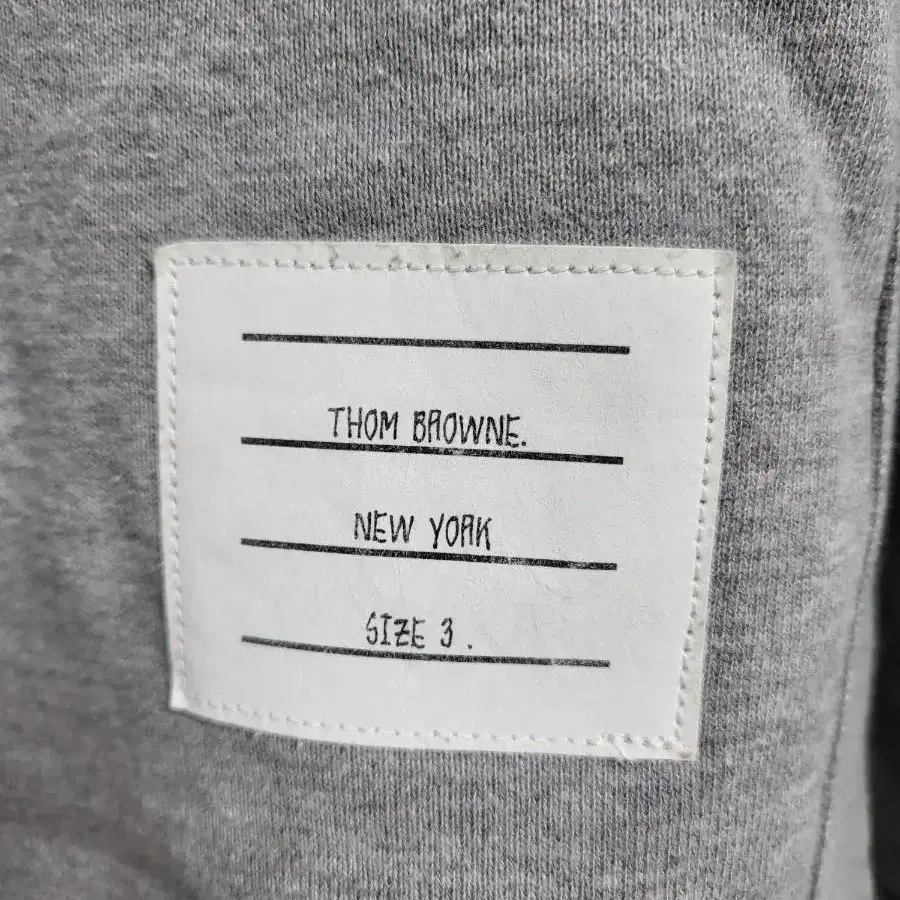 THOM BROWNE.
NEW YORK
SIZE 3 .